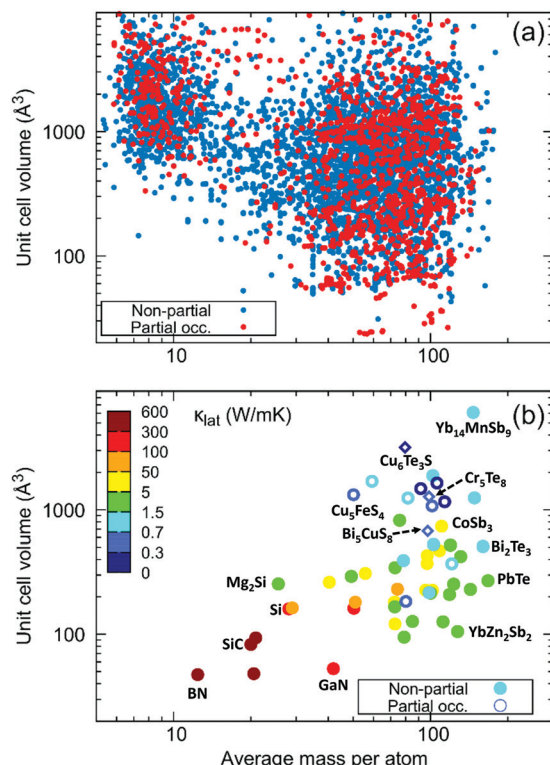 (a)
Unit cell volume (Å³)
1000
100
Non-partial
Partial occ.
10
100
(b)
κlat (W/mK)
600
300
100
50
5
1.5
0.7
0.3
0
Unit cell volume (Å³)
1000
100
Yb₁₄MnSb₉
Cu₆Te₃S
Cr₅Te₈
Cu₅FeS₄
CoSb₃
Bi₅CuS₈
Bi₂Te₃
Mg₂Si
PbTe
Si
SiC
YbZn₂Sb₂
BN
GaN
Non-partial
Partial occ.
10
100
Average mass per atom